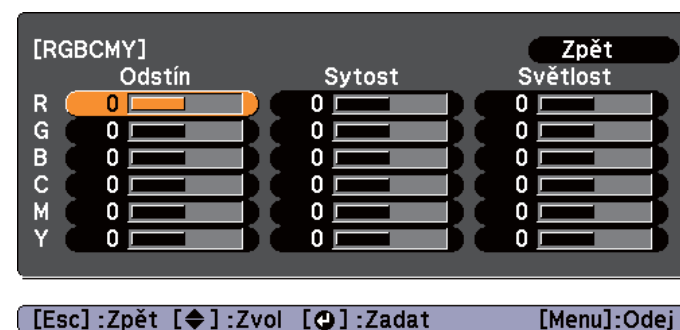 [RGBCMY] Zpět
Odstín Sytost Světlost
R 0 0 0
G 0 0 0
B 0 0 0
C 0 0 0
M 0 0 0
Y 0 0 0
[Esc]:Zpět [◆]:Zvol [↵]:Zadat [Menu]:Odej